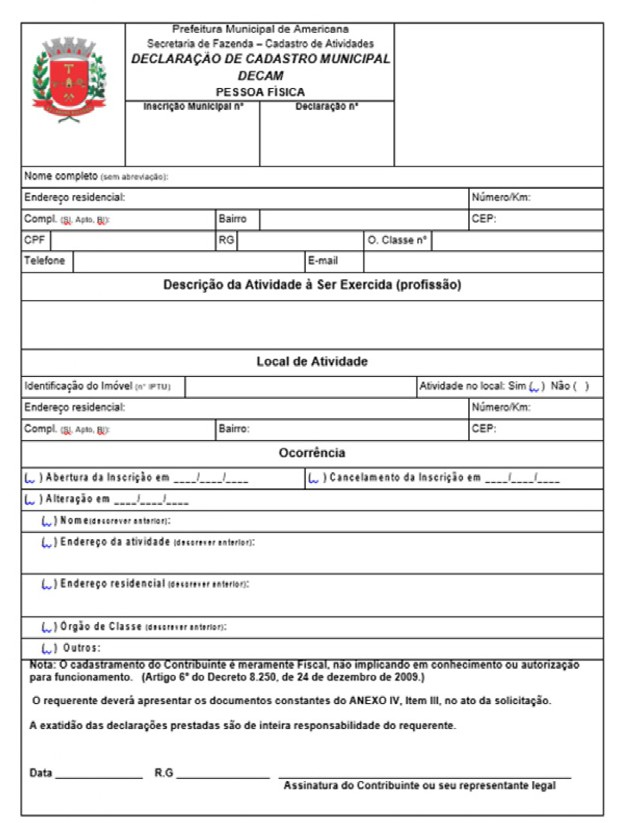 Prefeitura Municipal de Americana
Secretaria de Fazenda – Cadastro de Atividades
DECLARAÇÃO DE CADASTRO MUNICIPAL
DECAM
PESSOA FÍSICA
Inscrição Municipal nº Declaração nº
Nome completo (sem abreviação):
Endereço residencial: Número/Km:
Compl. (Sl, Apto, Bl): Bairro CEP:
CPF RG O. Classe nº
Telefone E-mail
Descrição da Atividade à Ser Exercida (profissão)
Local de Atividade
Identificação do Imóvel (nº IPTU) Atividade no local: Sim ( ) Não ( )
Endereço residencial: Número/Km:
Compl. (Sl, Apto, Bl): Bairro: CEP:
Ocorrência
( ) Abertura da Inscrição em ____/____/____ ( ) Cancelamento da Inscrição em ____/____/____
( ) Alteração em ____/____/____
( ) Nome(descrever anterior):
( ) Endereço da atividade (descrever anterior):
( ) Endereço residencial (descrever anterior):
( ) Orgão de Classe (descrever anterior):
( ) Outros:
Nota: O cadastramento do Contribuinte é meramente Fiscal, não implicando em conhecimento ou autorização
para funcionamento. (Artigo 6º do Decreto 8.250, de 24 de dezembro de 2009.)
O requerente deverá apresentar os documentos constantes do ANEXO IV, Item III, no ato da solicitação.
A exatidão das declarações prestadas são de inteira responsabilidade do requerente.
Data ______________ R.G ______________ ______________
Assinatura do Contribuinte ou seu representante legal